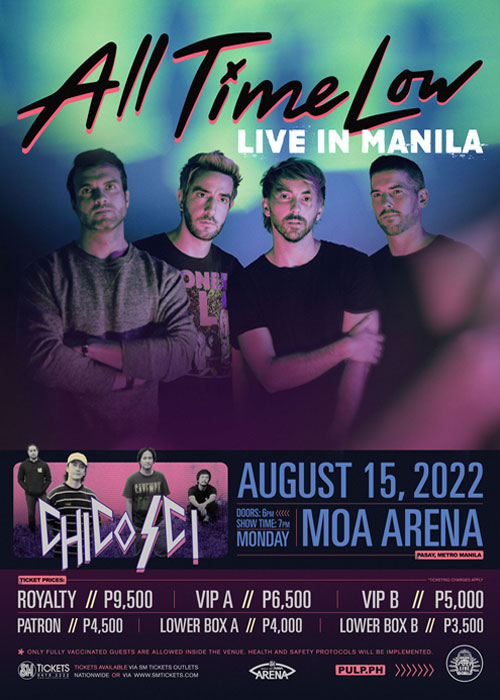 All Time Low
LIVE IN MANILA
CHICOSCI
AUGUST 15, 2022
DOORS: 6PM
SHOW TIME: 7PM
MONDAY
MOA ARENA
PASAY, METRO MANILA
TICKET PRICES:
*TICKETING CHARGES APPLY
ROYALTY // P9,500 | VIP A // P6,500 | VIP B // P5,000
PATRON // P4,500 | LOWER BOX A // P4,000 | LOWER BOX B // P3,500
* ONLY FULLY VACCINATED GUESTS ARE ALLOWED INSIDE THE VENUE. HEALTH AND SAFETY PROTOCOLS WILL BE IMPLEMENTED.
SM TICKETS
TICKETS AVAILABLE VIA SM TICKETS OUTLETS
NATIONWIDE OR VIA WWW.SMTICKETS.COM
ARENA
PULP.PH